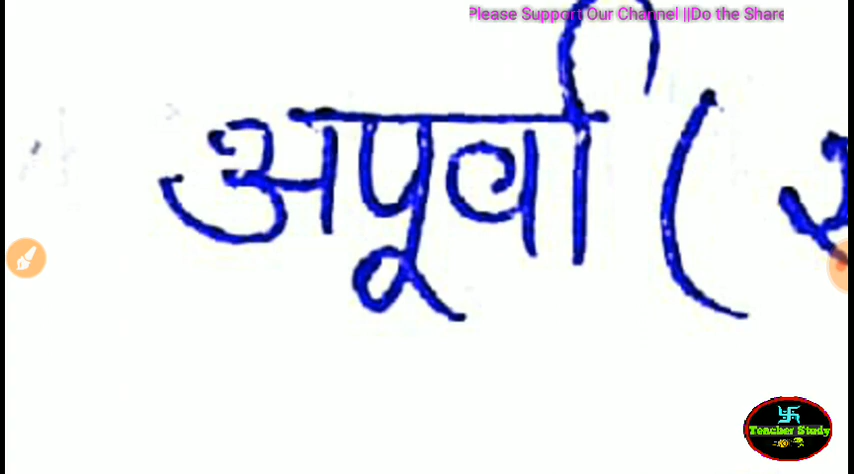 Please Support Our Channel ||Do the Share
अपूर्वा (
Teacher Study